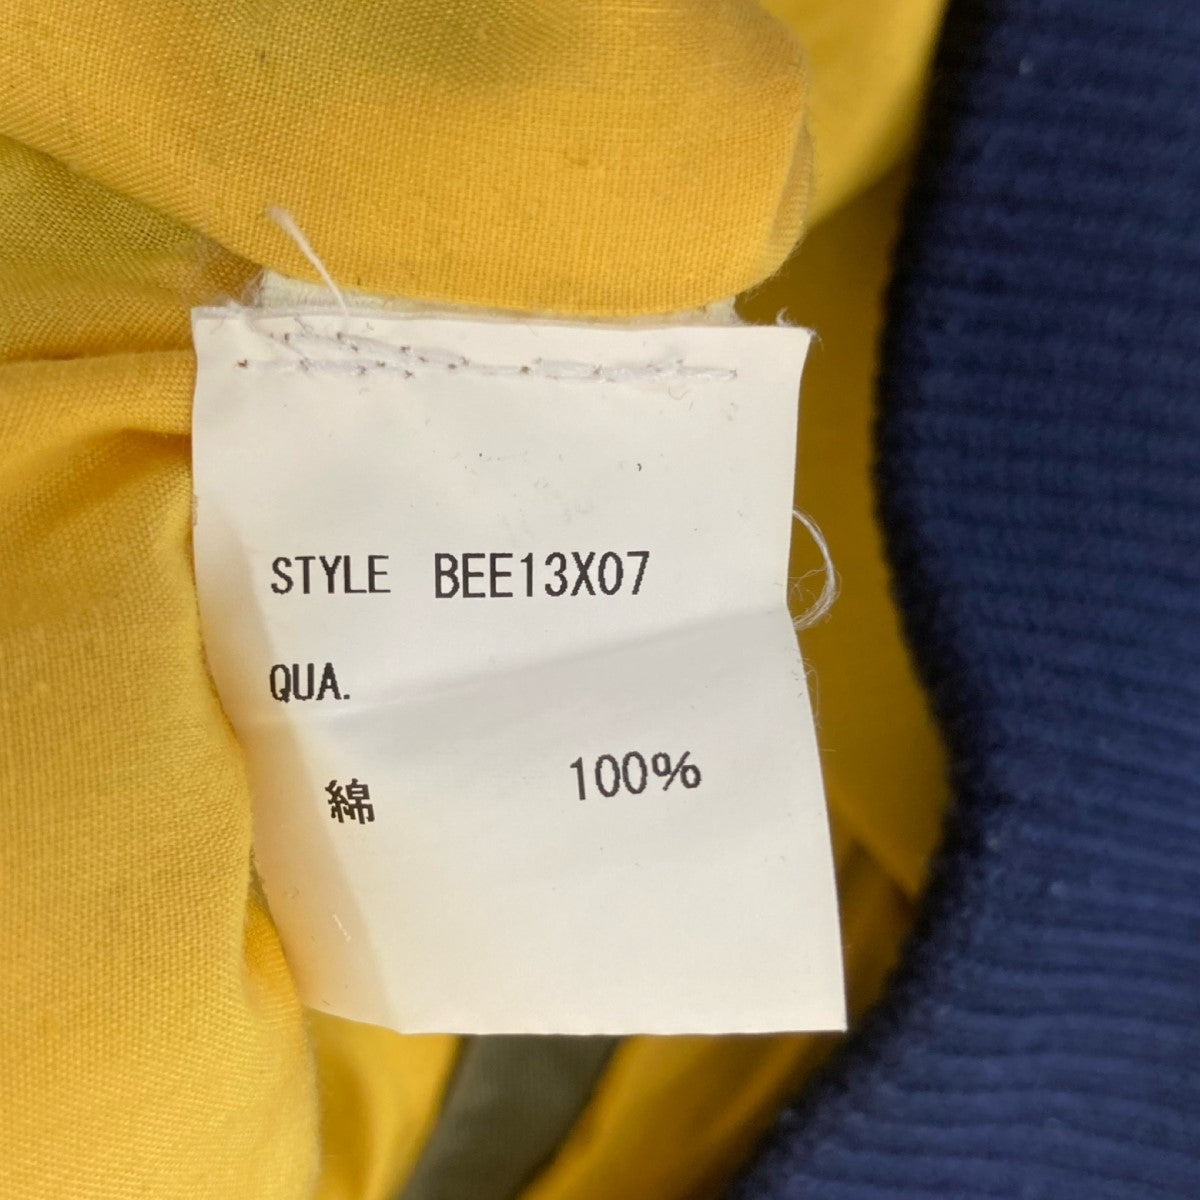 STYLE BEE13X07
QUA.
綿 100%